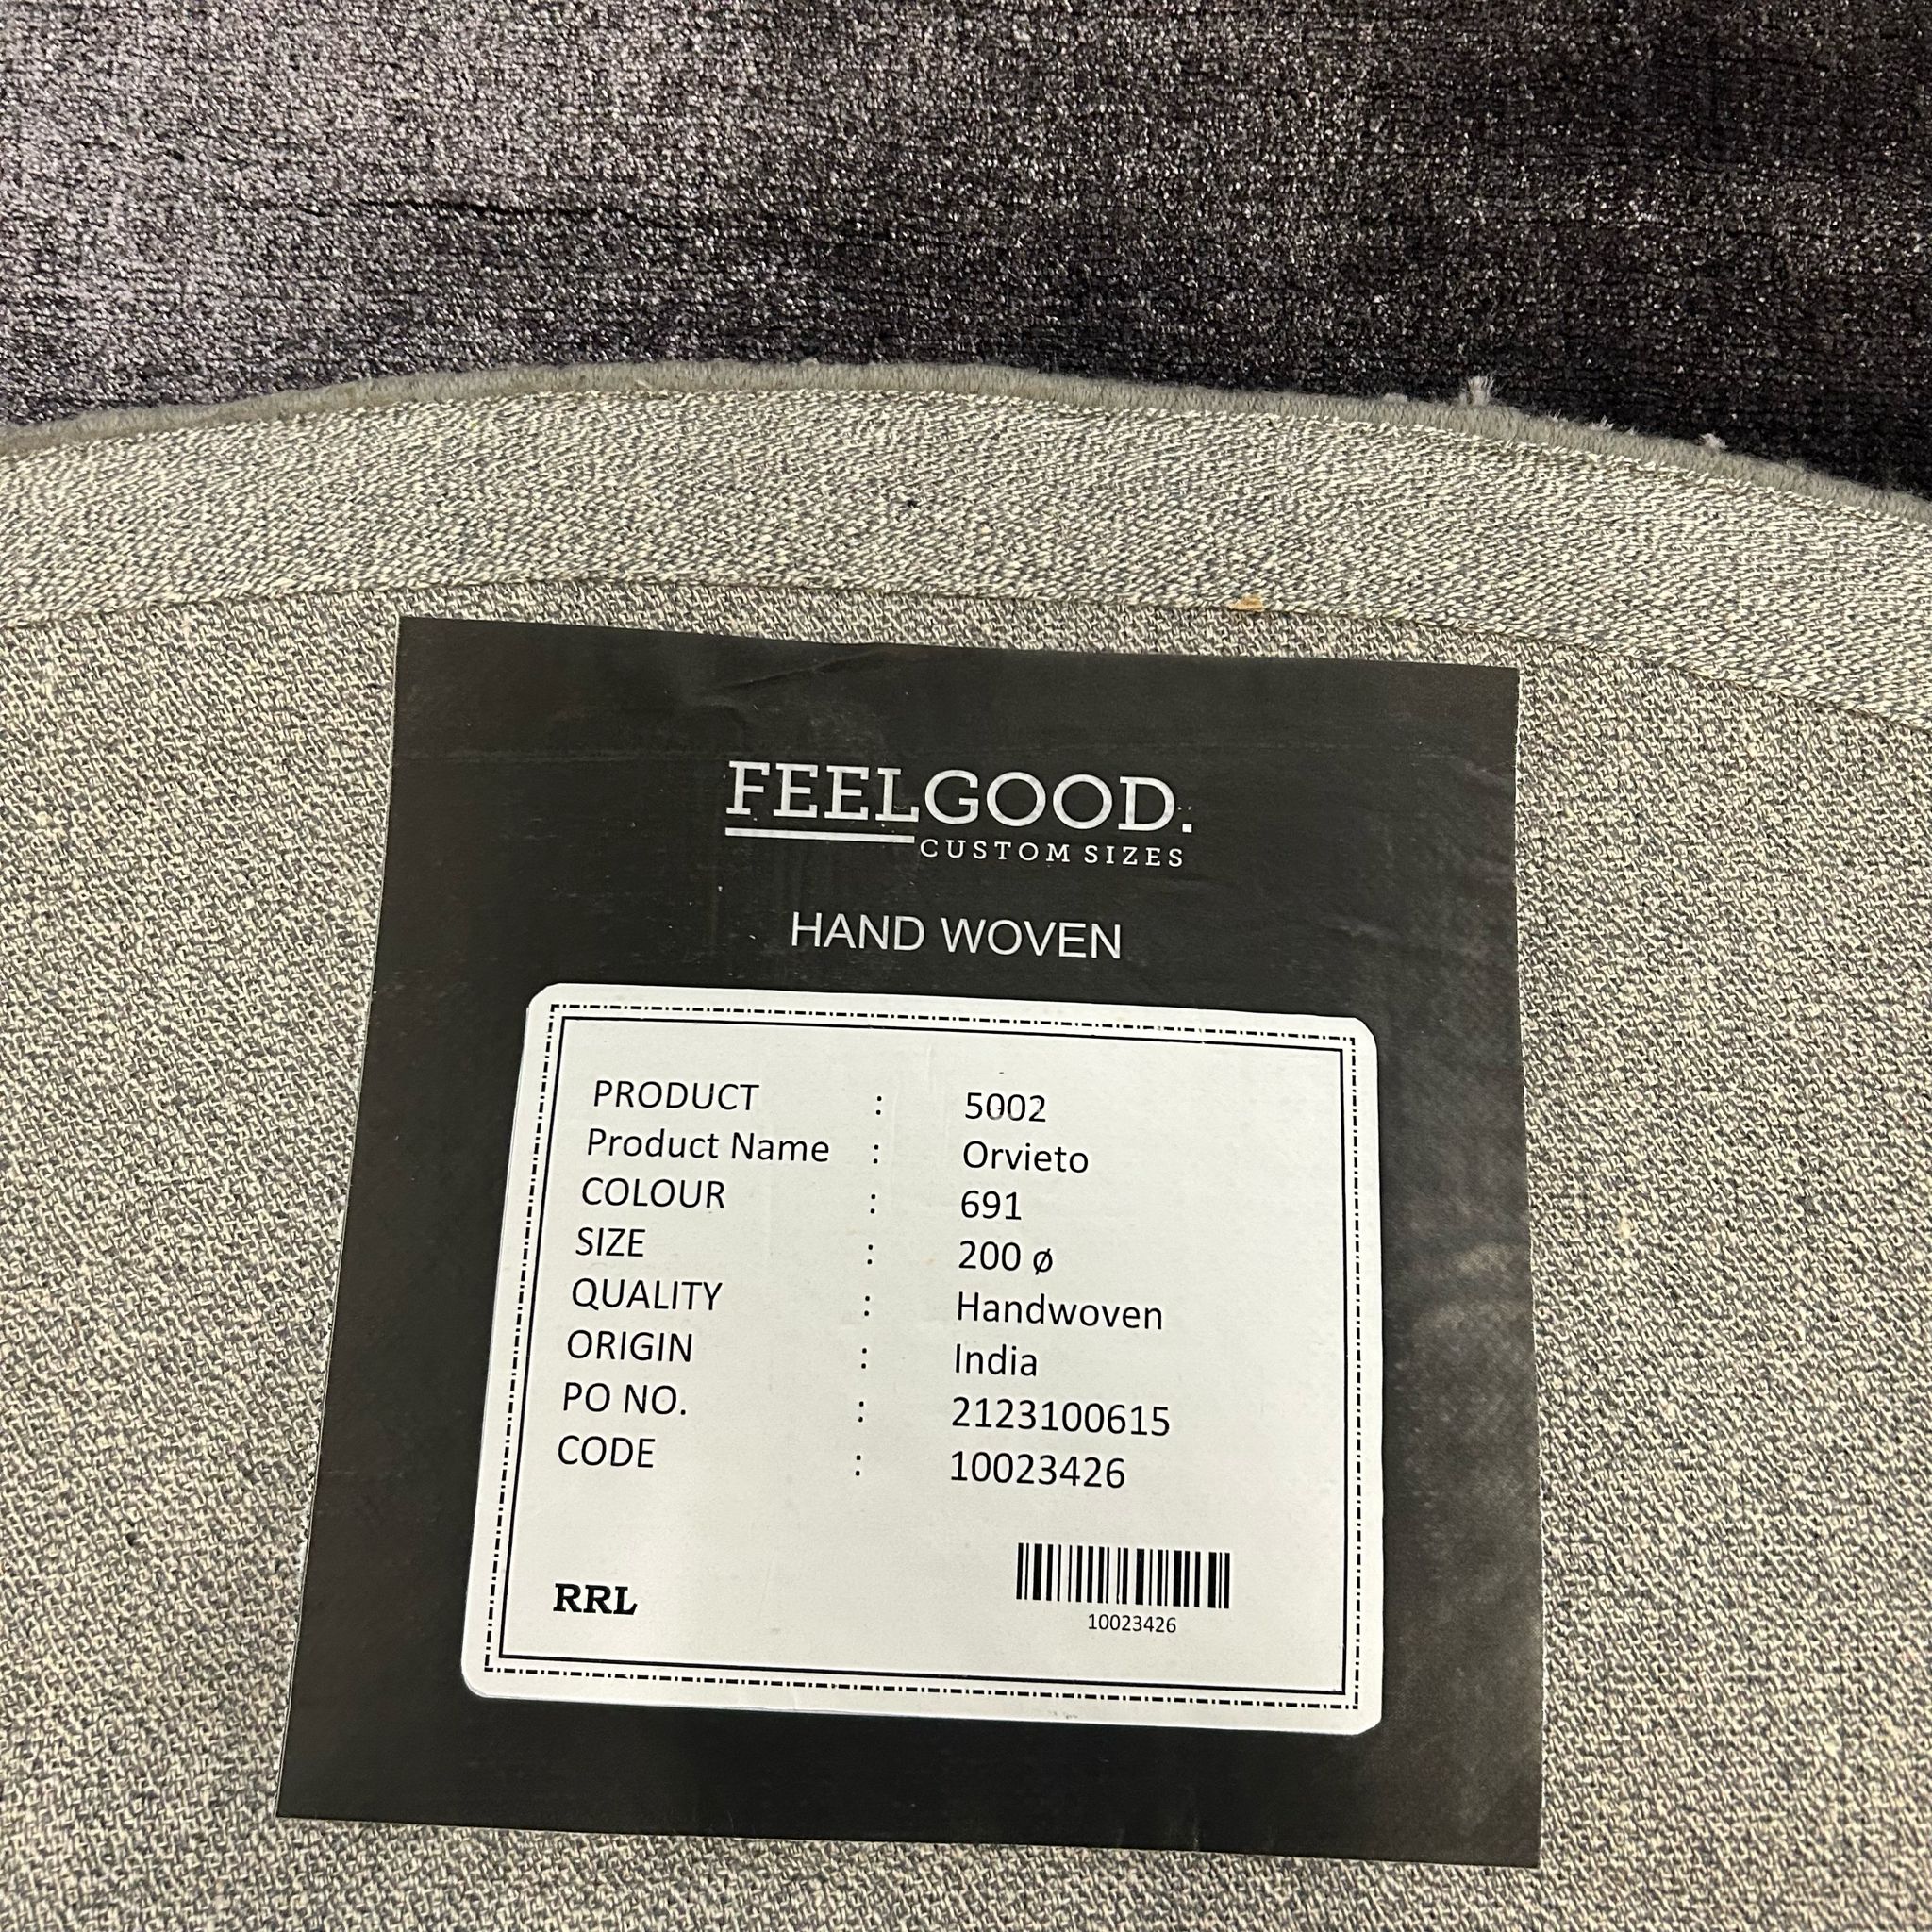 FEELGOOD.
CUSTOM SIZES
HAND WOVEN
PRODUCT : 5002
Product Name : Orvieto
COLOUR : 691
SIZE : 200 ø
QUALITY : Handwoven
ORIGIN : India
PO NO. : 2123100615
CODE : 10023426
RRL
10023426